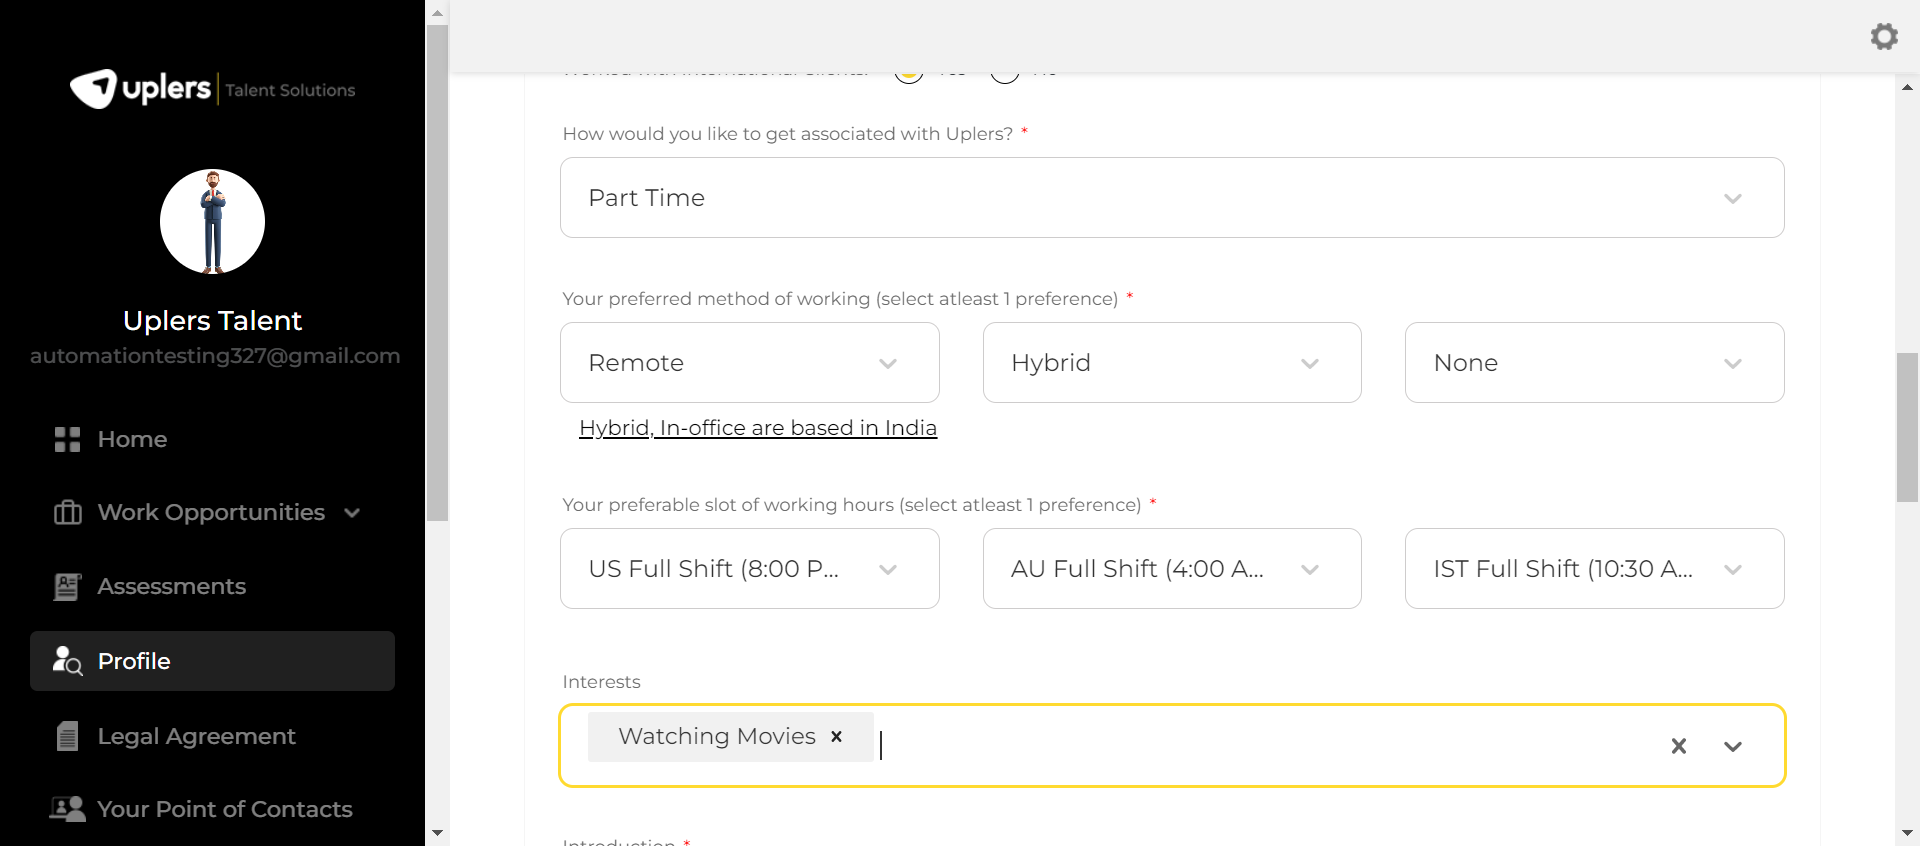 uplers | Talent Solutions
Uplers Talent
automationtesting327@gmail.com
Home
Work Opportunities
Assessments
Profile
Legal Agreement
Your Point of Contacts
How would you like to get associated with Uplers? *
Part Time
Your preferred method of working (select atleast 1 preference) *
Remote
Hybrid
None
Hybrid, In-office are based in India
Your preferable slot of working hours (select atleast 1 preference) *
US Full Shift (8:00 P...
AU Full Shift (4:00 A...
IST Full Shift (10:30 A...
Interests
Watching Movies
Introduction *